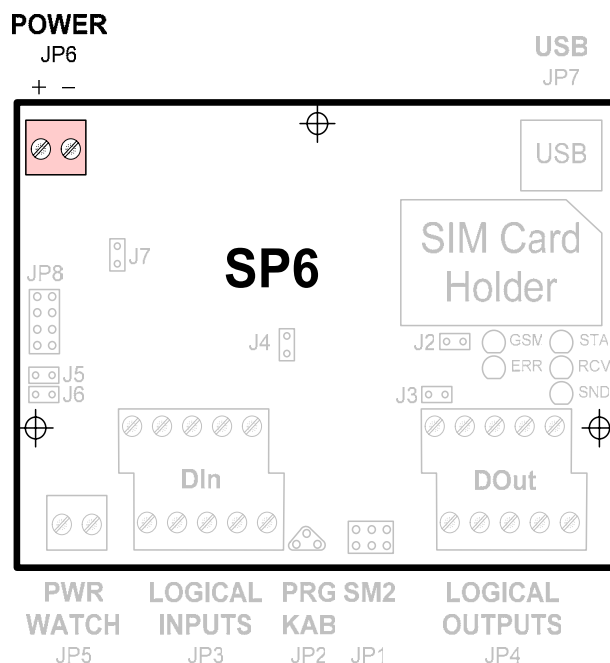 POWER
JP6
+ −
USB
JP7
USB
SIM Card
Holder
SP6
J7
JP8
J4
J2
GSM
STA
ERR
RCV
J5
J6
J3
SND
DIn
DOut
PWR
WATCH
JP5
LOGICAL
INPUTS
JP3
PRG
KAB
JP2
SM2
JP1
LOGICAL
OUTPUTS
JP4